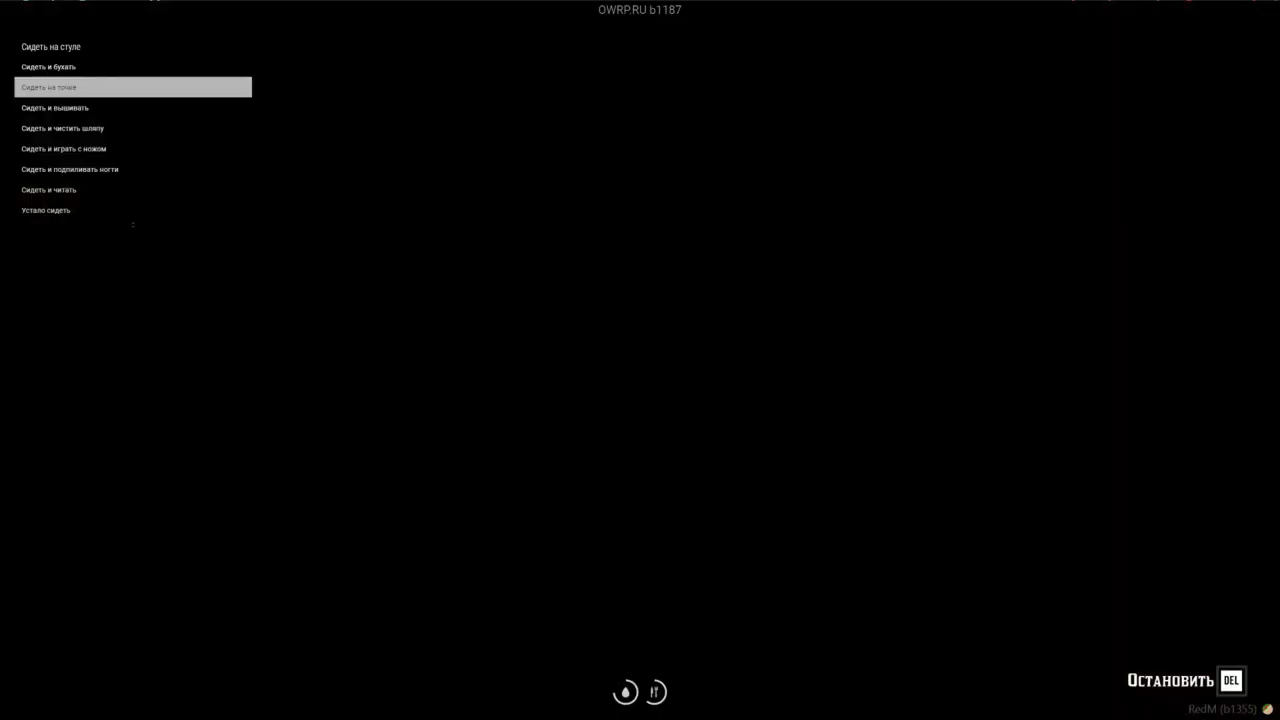 OWRP.RU b1187
Сидеть на стуле
Сидеть и бухать
Сидеть на точке
Сидеть и вышивать
Сидеть и чистить шляпу
Сидеть и играть с ножом
Сидеть и подпиливать ногти
Сидеть и читать
Устало сидеть
Остановить DEL
RedM (b1355)